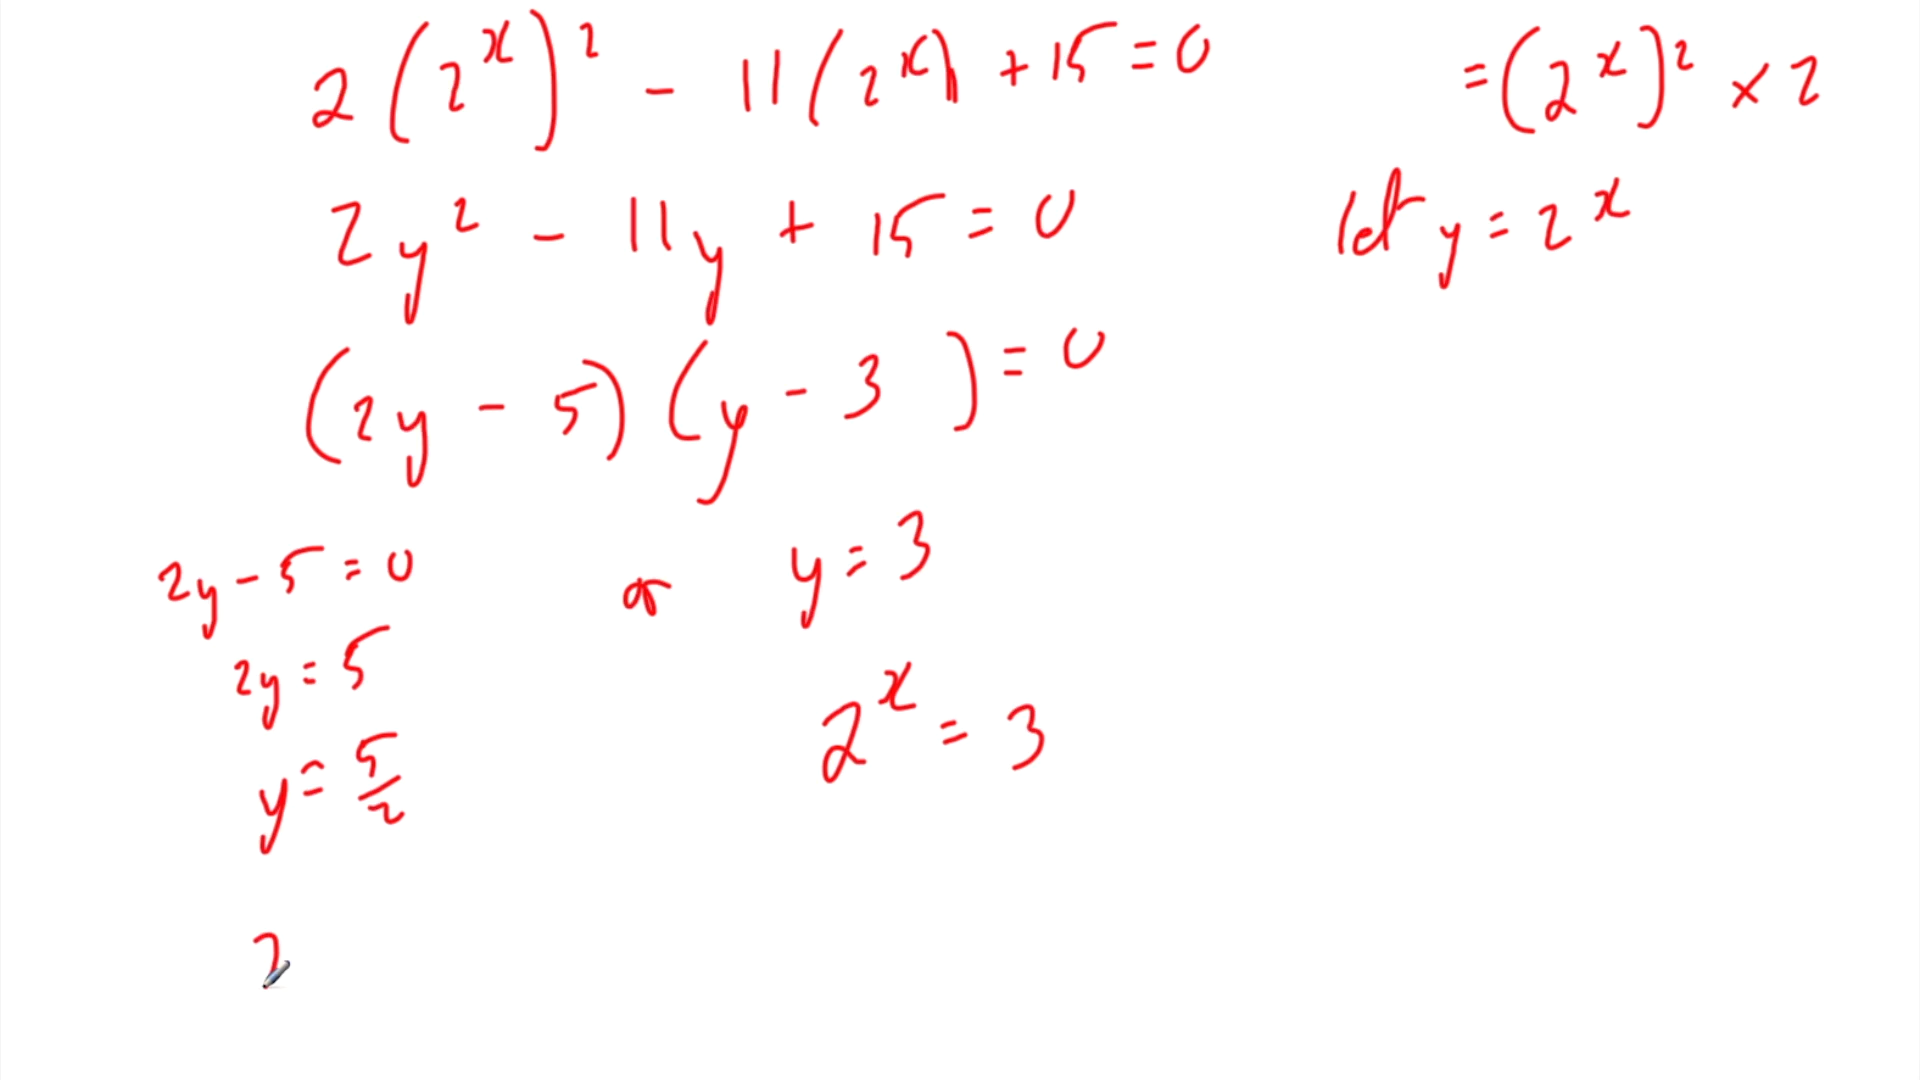 2(2^x)^2 - 11(2^x) + 15 = 0
= (2^x)^2 × 2
2y^2 - 11y + 15 = 0
let y = 2^x
(2y - 5)(y - 3) = 0
2y - 5 = 0 or y = 3
2y = 5
2^x = 3
y = 5/2
2